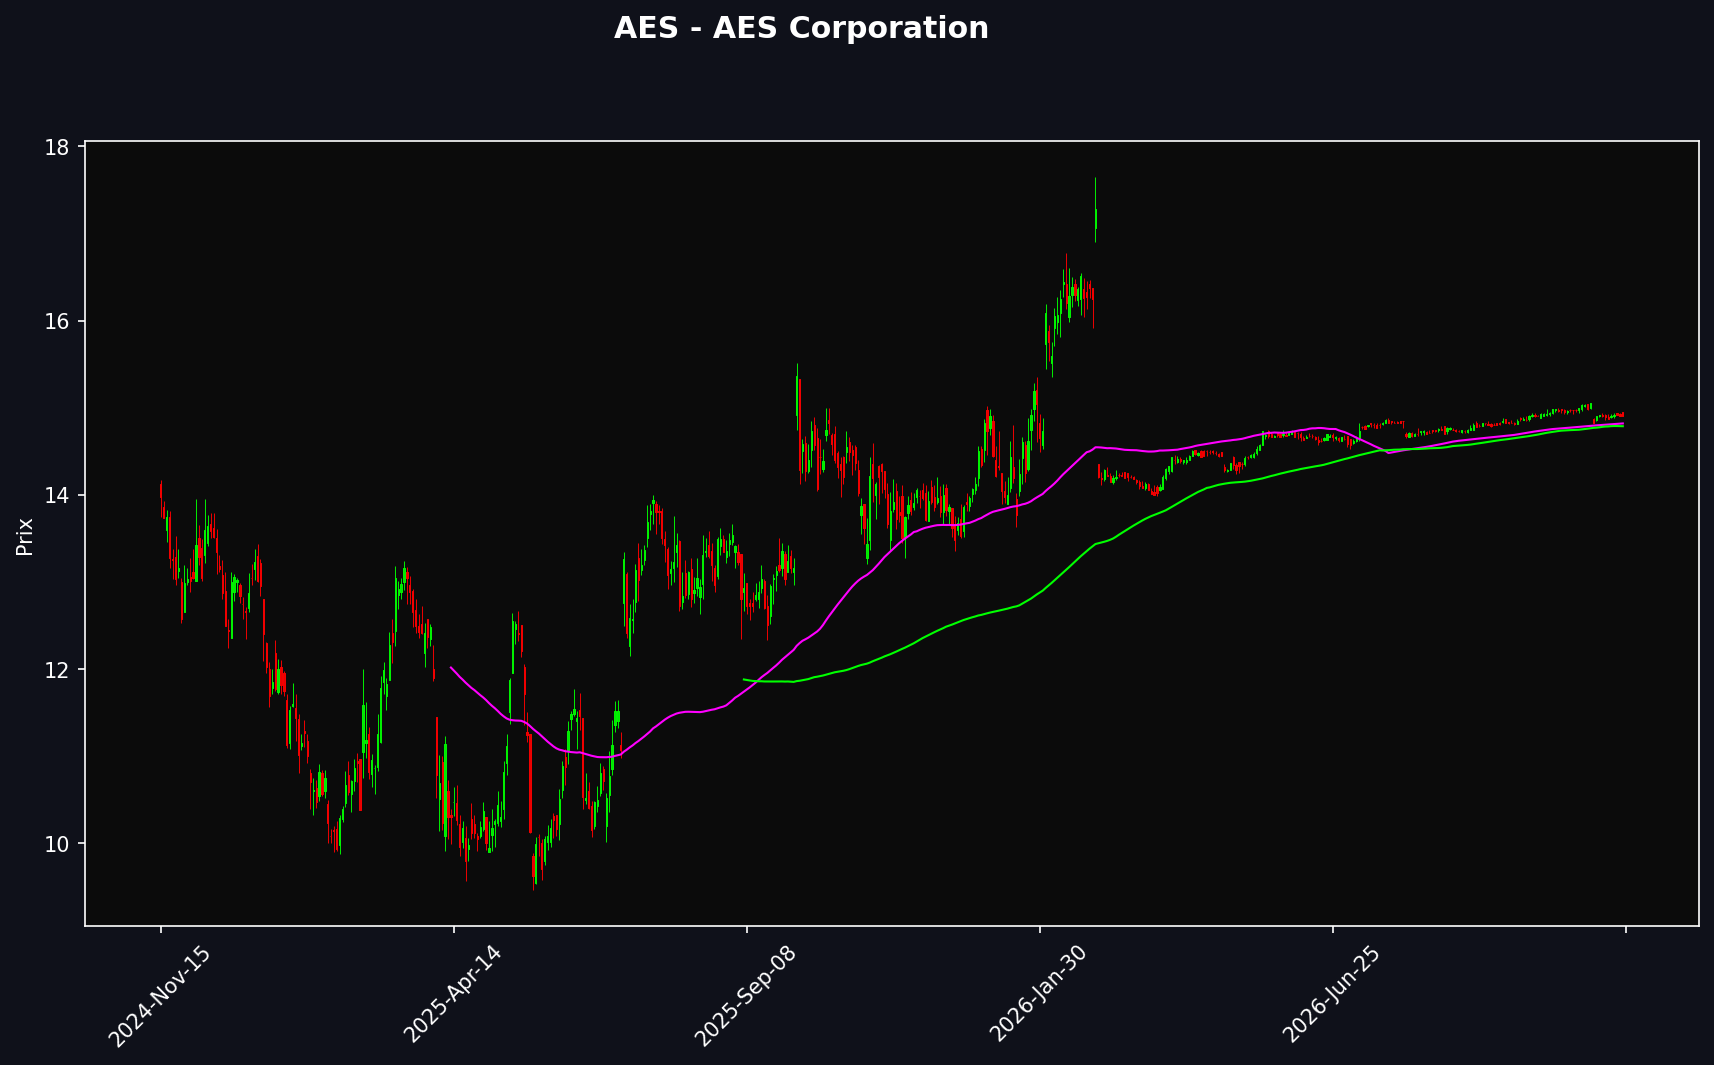 AES - AES Corporation
Prix
18
16
14
12
10
2024-Nov-15
2025-Apr-14
2025-Sep-08
2026-Jan-30
2026-Jun-25